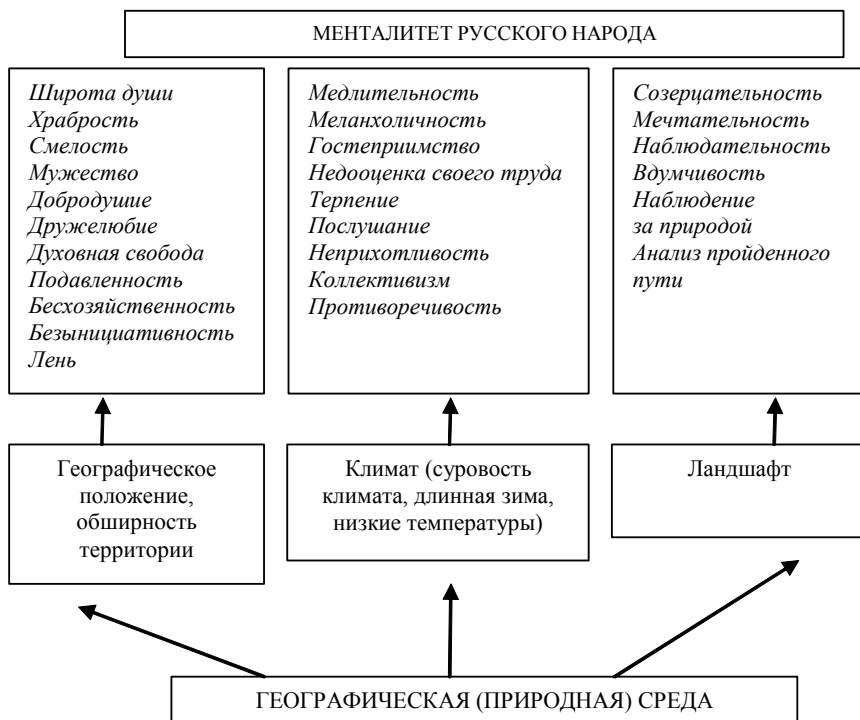 МЕНТАЛИТЕТ РУССКОГО НАРОДА
Широта души
Храбрость
Смелость
Мужество
Добродушие
Дружелюбие
Духовная свобода
Подавленность
Бесхозяйственность
Безынициативность
Лень
Медлительность
Меланхоличность
Гостеприимство
Недооценка своего труда
Терпение
Послушание
Неприхотливость
Коллективизм
Противоречивость
Созерцательность
Мечтательность
Наблюдательность
Вдумчивость
Наблюдение
за природой
Анализ пройденного
пути
Географическое
положение,
обширность
территории
Климат (суровость
климата, длинная зима,
низкие температуры)
Ландшафт
ГЕОГРАФИЧЕСКАЯ (ПРИРОДНАЯ) СРЕДА